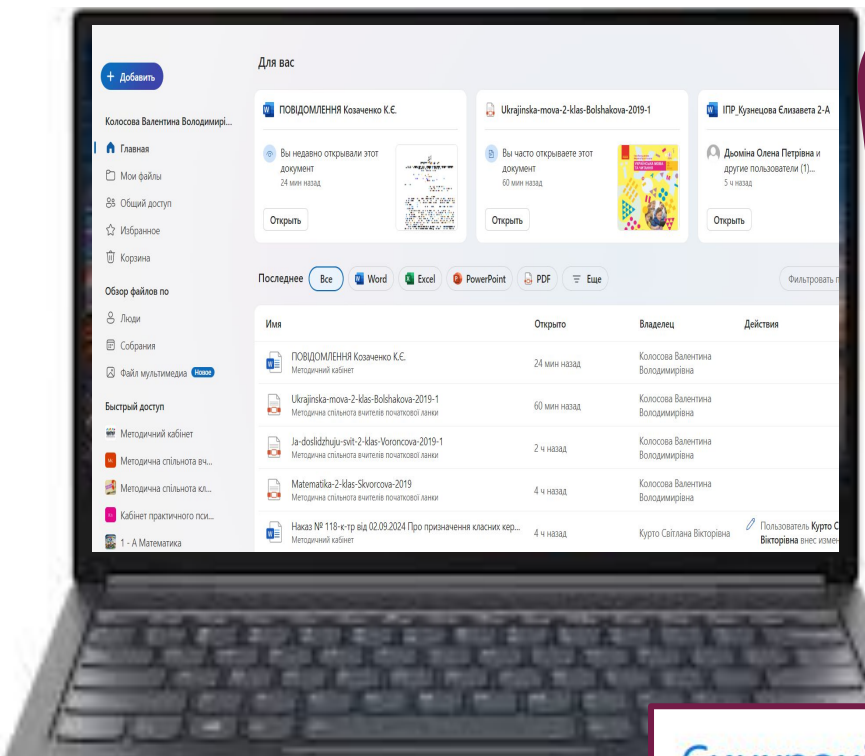 + Добавить
Колосова Валентина Володимирі...
Главная
Мои файлы
Общий доступ
Избранное
Корзина
Обзор файлов по
Люди
Собрания
Файл мультимедиа Новое
Быстрый доступ
Методичний кабінет
Методична спільнота вч...
Методична спільнота кл...
Кабінет практичного пси...
1 - А Математика
Для вас
ПОВІДОМЛЕННЯ Козаченко К.Є.
Вы недавно открывали этот
документ
24 мин назад
Открыть
Ukrajinska-mova-2-klas-Bolshakova-2019-1
Вы часто открываете этот
документ
60 мин назад
Открыть
ІПР_Кузнецова Єлизавета 2-А
Дьоміна Олена Петрівна и
другие пользователи (1)...
5 ч назад
Открыть
Последнее Все Word Excel PowerPoint PDF Еще Фильтровать
Имя Открыто Владелец Действия
ПОВІДОМЛЕННЯ Козаченко К.Є.
Методичний кабінет
24 мин назад
Колосова Валентина
Володимирівна
Ukrajinska-mova-2-klas-Bolshakova-2019-1
Методична спільнота вчителів початкової ланки
60 мин назад
Колосова Валентина
Володимирівна
Ja-doslidzhuju-svit-2-klas-Voroncova-2019-1
Методична спільнота вчителів початкової ланки
2 ч назад
Колосова Валентина
Володимирівна
Matematika-2-klas-Skvorcova-2019
Методична спільнота вчителів початкової ланки
4 ч назад
Колосова Валентина
Володимирівна
Наказ № 118-к-тр від 02.09.2024 Про призначення класних кер...
Методичний кабінет
4 ч назад
Курто Світлана Вікторівна
Пользователь Курто С
Вікторівна внес измен